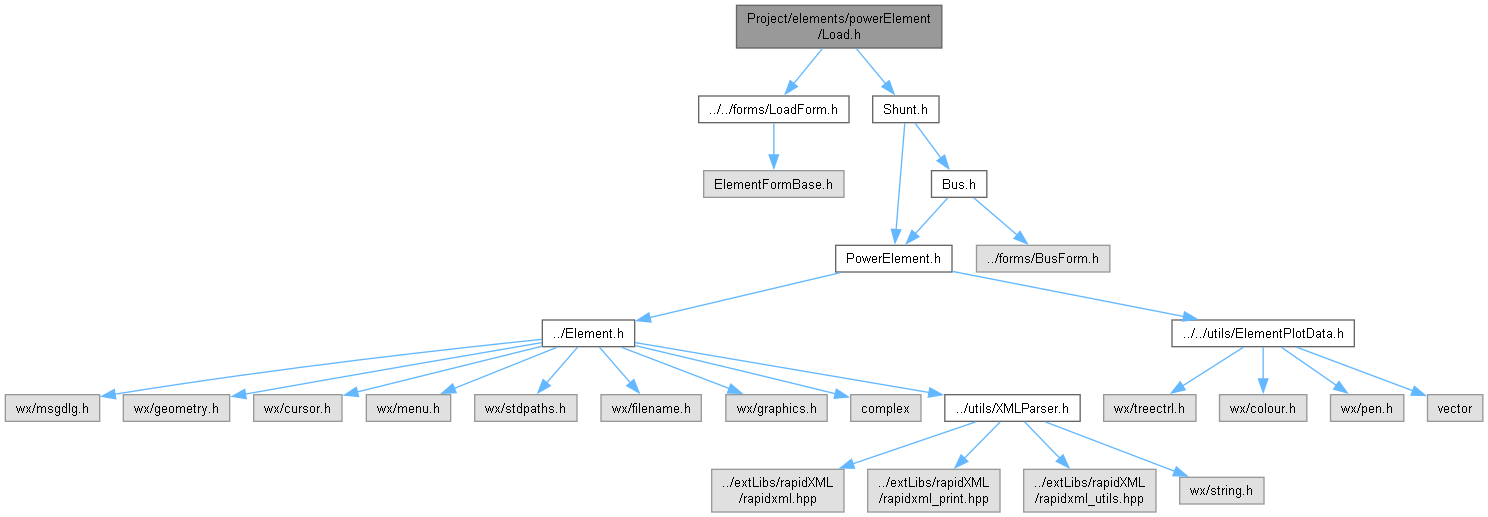 Project/elements/powerElement
/Load.h
../../forms/LoadForm.h
Shunt.h
ElementFormBase.h
Bus.h
PowerElement.h
../forms/BusForm.h
../Element.h
../../utils/ElementPlotData.h
wx/msgdlg.h
wx/geometry.h
wx/cursor.h
wx/menu.h
wx/stdpaths.h
wx/filename.h
wx/graphics.h
complex
../utils/XMLParser.h
wx/treectrl.h
wx/colour.h
wx/pen.h
vector
../extLibs/rapidXML
/rapidxml.hpp
../extLibs/rapidXML
/rapidxml_print.hpp
../extLibs/rapidXML
/rapidxml_utils.hpp
wx/string.h